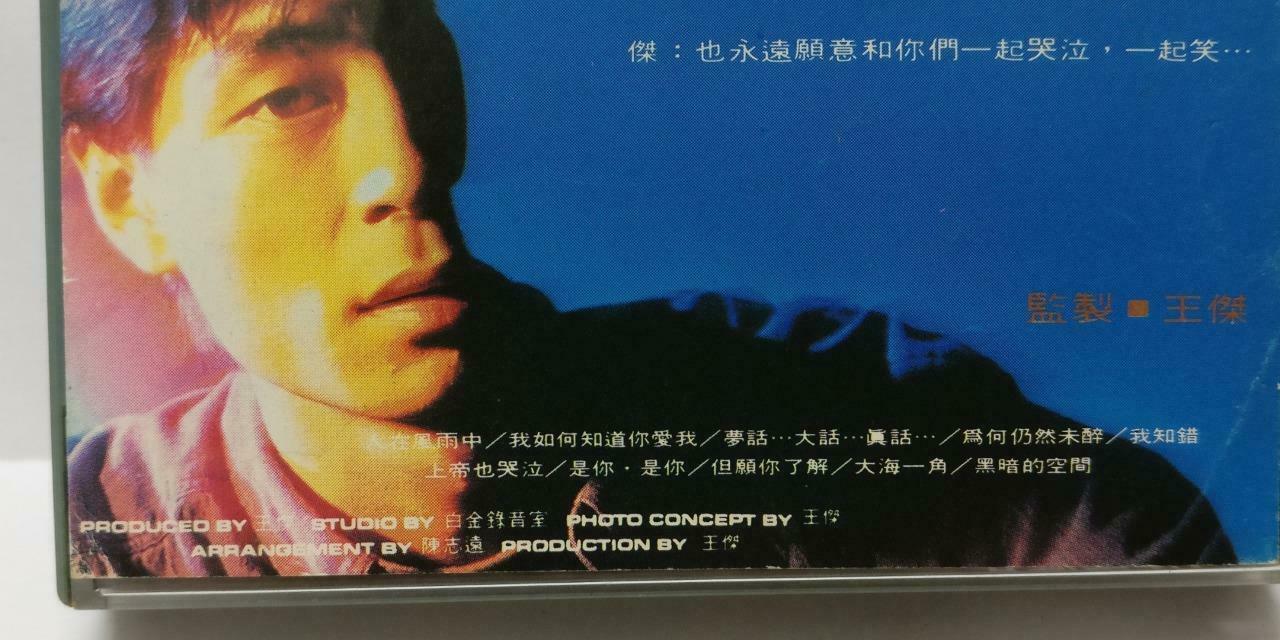 傑：也永遠願意和你們一起哭泣，一起笑…
監製■王傑
人在風雨中／我如何知道你愛我／夢話…大話…眞話…／爲何仍然未醉／我知錯
上帝也哭泣／是你·是你／但願你了解／大海一角／黑暗的空間
PRODUCED BY 王傑 STUDIO BY 白金錄音室 PHOTO CONCEPT BY 王傑
ARRANGEMENT BY 陳志遠 PRODUCTION BY 王傑